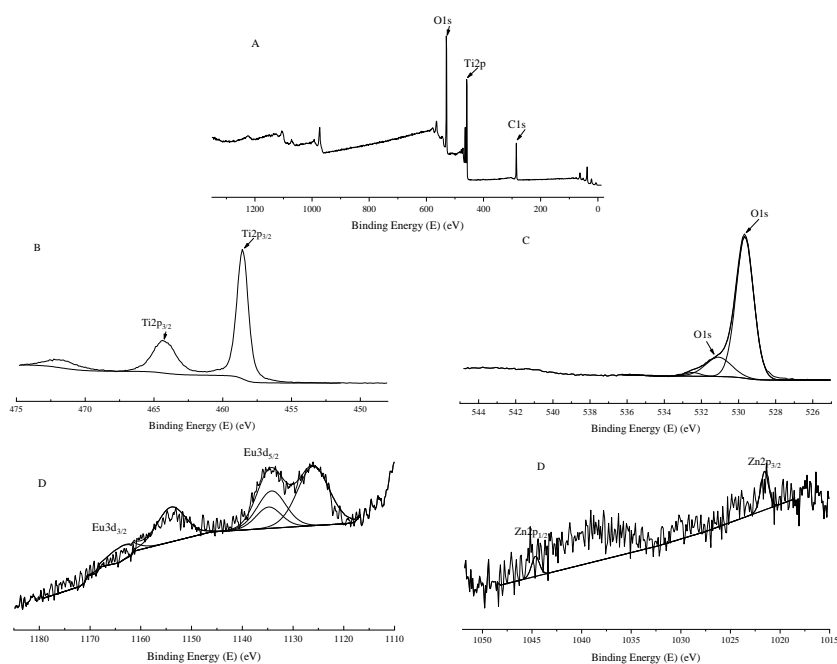 A
O1s
Ti2p
C1s
1200 1000 800 600 400 200 0
Binding Energy (E) (eV)
B
Ti2p3/2
Ti2p3/2
475 470 465 460 455 450
Binding Energy (E) (eV)
C
O1s
O1s
544 542 540 538 536 534 532 530 528 526
Binding Energy (E) (eV)
D
Eu3d5/2
Eu3d3/2
1180 1170 1160 1150 1140 1130 1120 1110
Binding Energy (E) (eV)
D
Zn2p3/2
Zn2p1/2
1050 1045 1040 1035 1030 1025 1020 1015
Binding Energy (E) (eV)